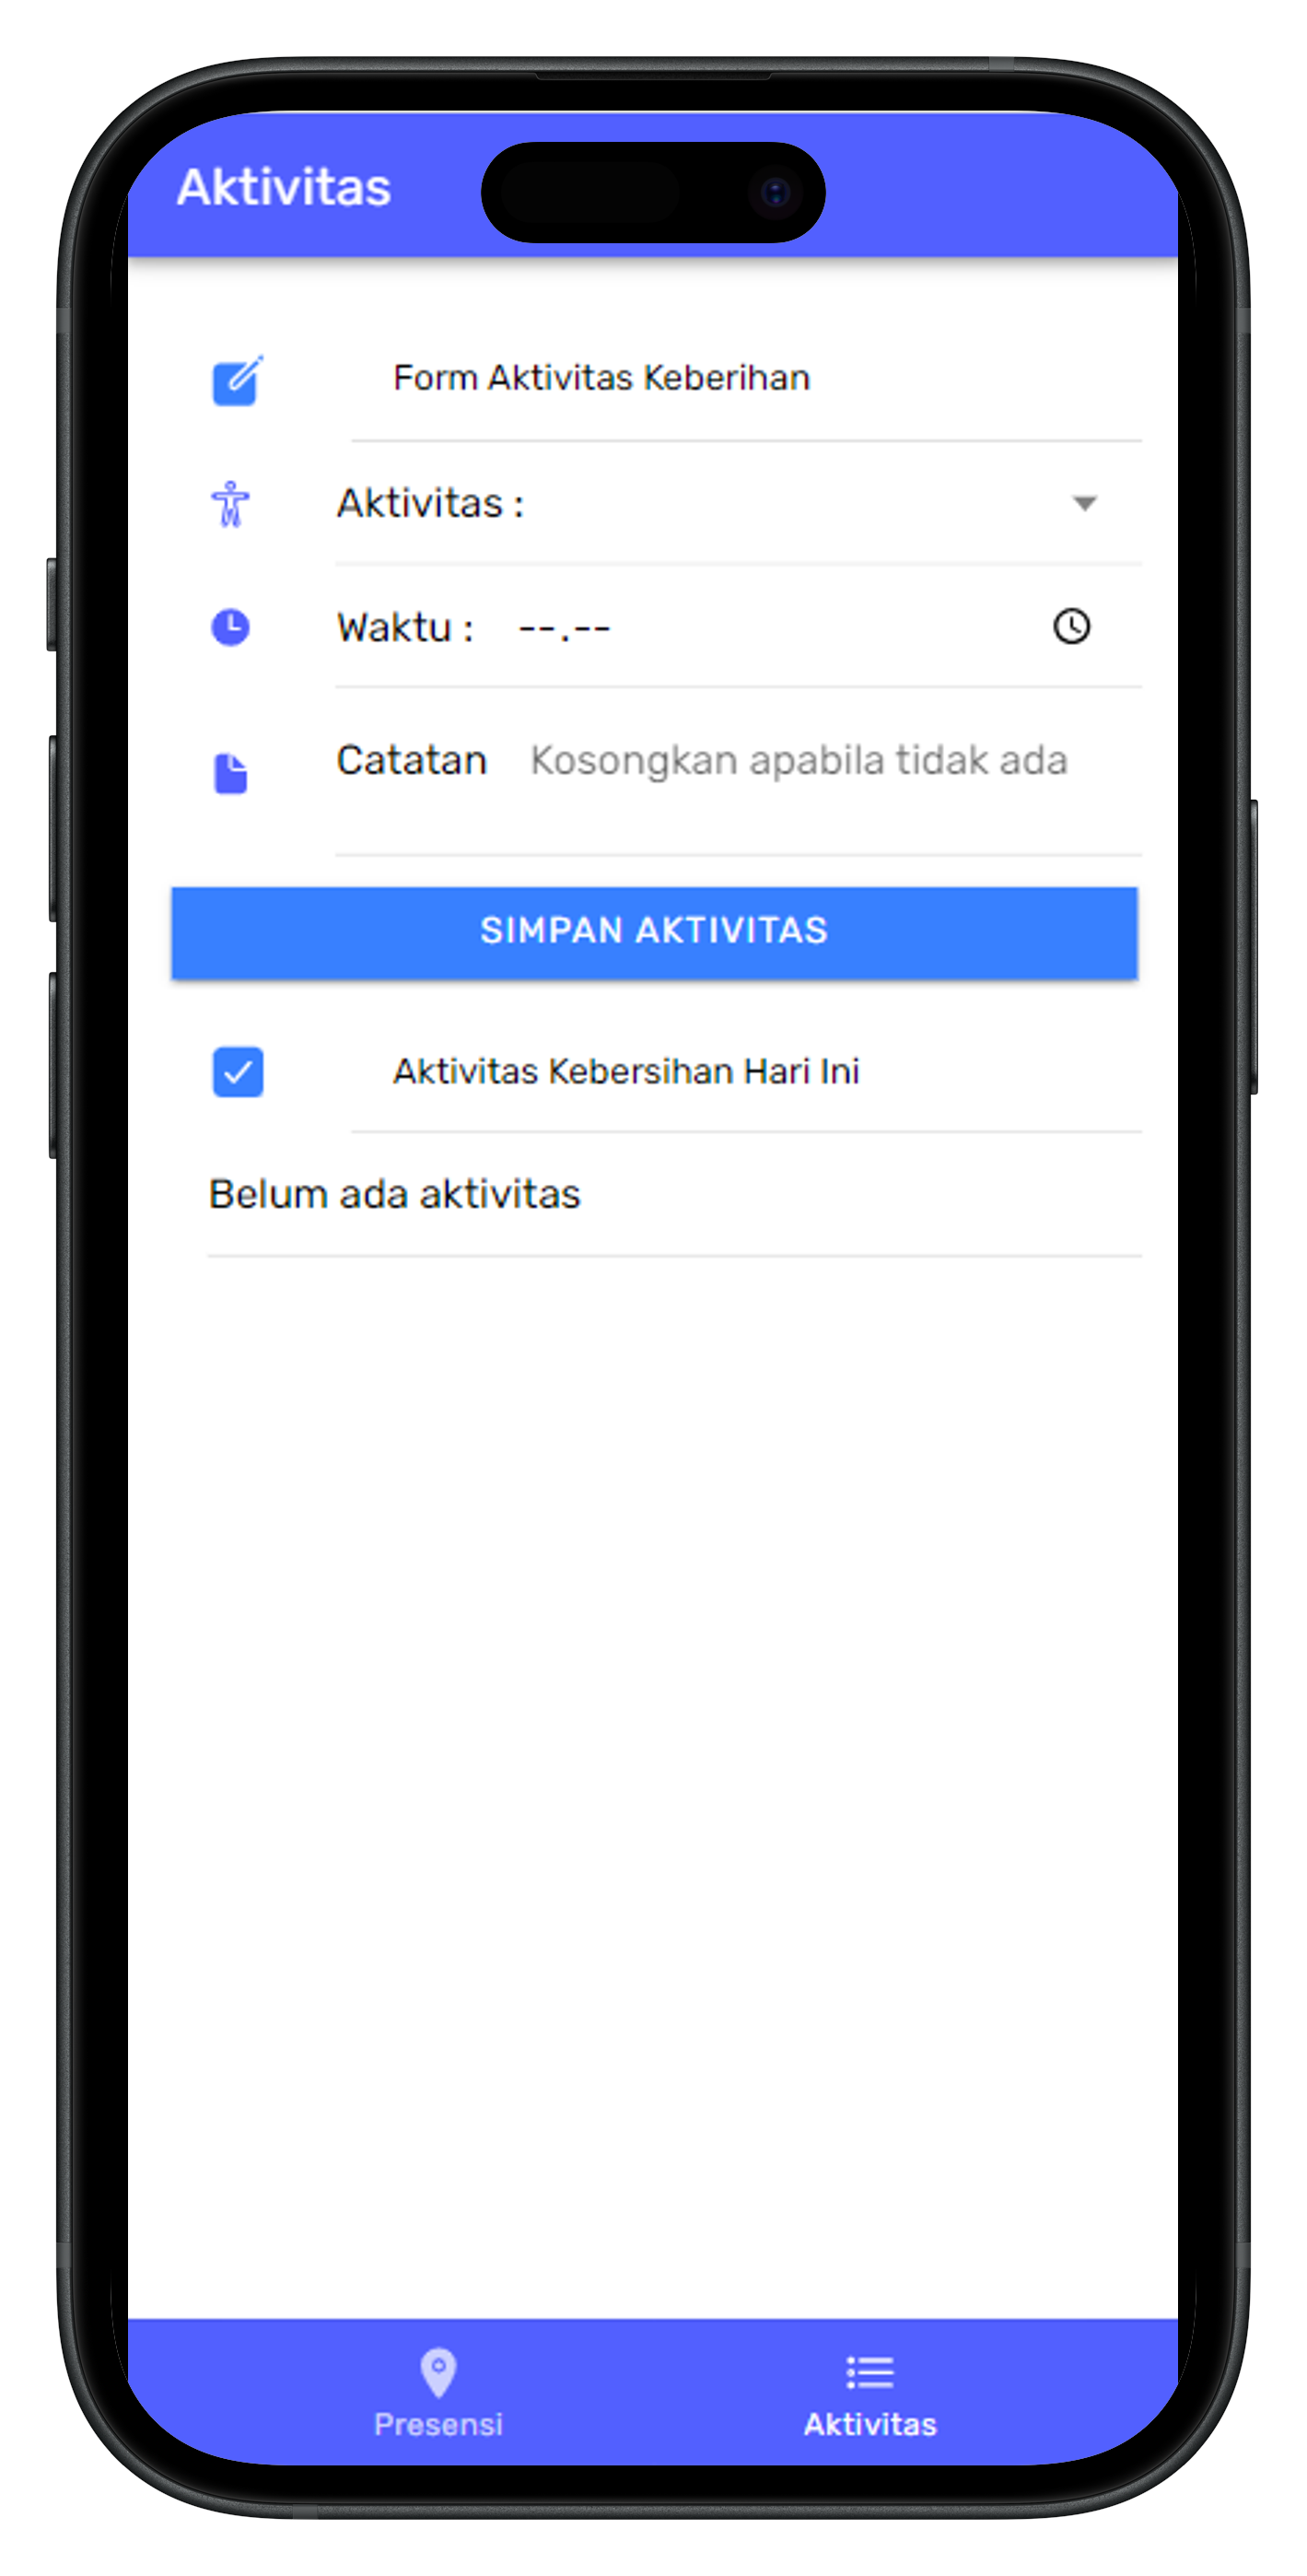 Aktivitas
Form Aktivitas Keberihan
Aktivitas :
Waktu : --.--
Catatan Kosongkan apabila tidak ada
SIMPAN AKTIVITAS
Aktivitas Kebersihan Hari Ini
Belum ada aktivitas
Presensi
Aktivitas